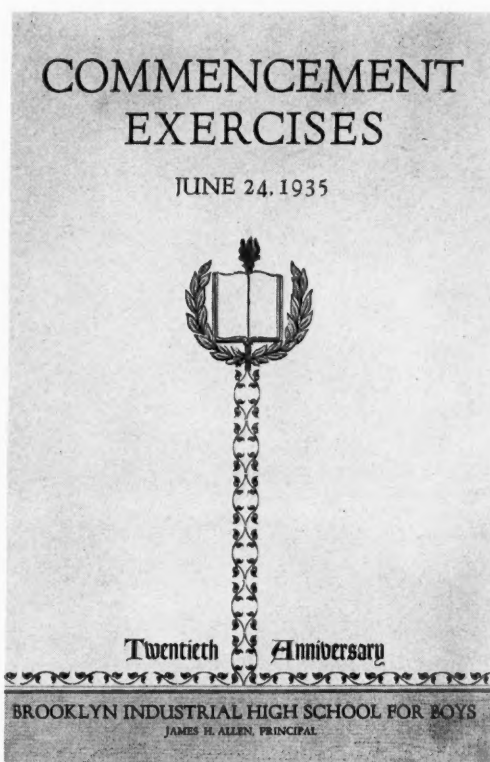 COMMENCEMENT
EXERCISES
JUNE 24, 1935
Twentieth Anniversary
BROOKLYN INDUSTRIAL HIGH SCHOOL FOR BOYS
JAMES H. ALLEN, PRINCIPAL